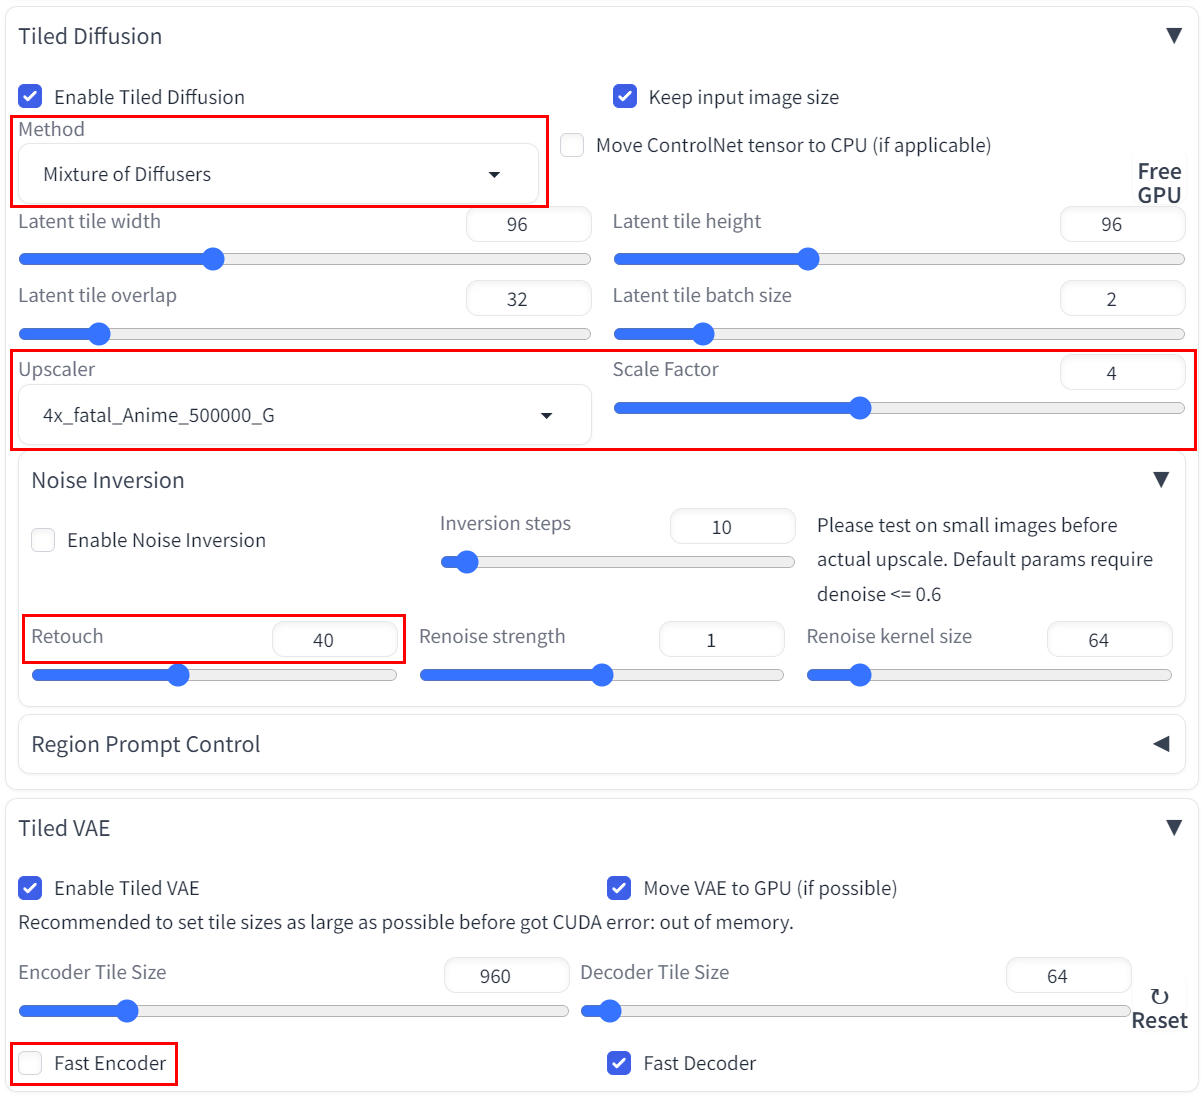 Tiled Diffusion
Enable Tiled Diffusion
Keep input image size
Method
Mixture of Diffusers
Move ControlNet tensor to CPU (if applicable)
Free
GPU
Latent tile width
96
Latent tile height
96
Latent tile overlap
32
Latent tile batch size
2
Upscaler
4x_fatal_Anime_500000_G
Scale Factor
4
Noise Inversion
Enable Noise Inversion
Inversion steps
10
Please test on small images before
actual upscale. Default params require
denoise <= 0.6
Retouch
40
Renoise strength
1
Renoise kernel size
64
Region Prompt Control
Tiled VAE
Enable Tiled VAE
Move VAE to GPU (if possible)
Recommended to set tile sizes as large as possible before got CUDA error: out of memory.
Encoder Tile Size
960
Decoder Tile Size
64
↻
Reset
Fast Encoder
Fast Decoder